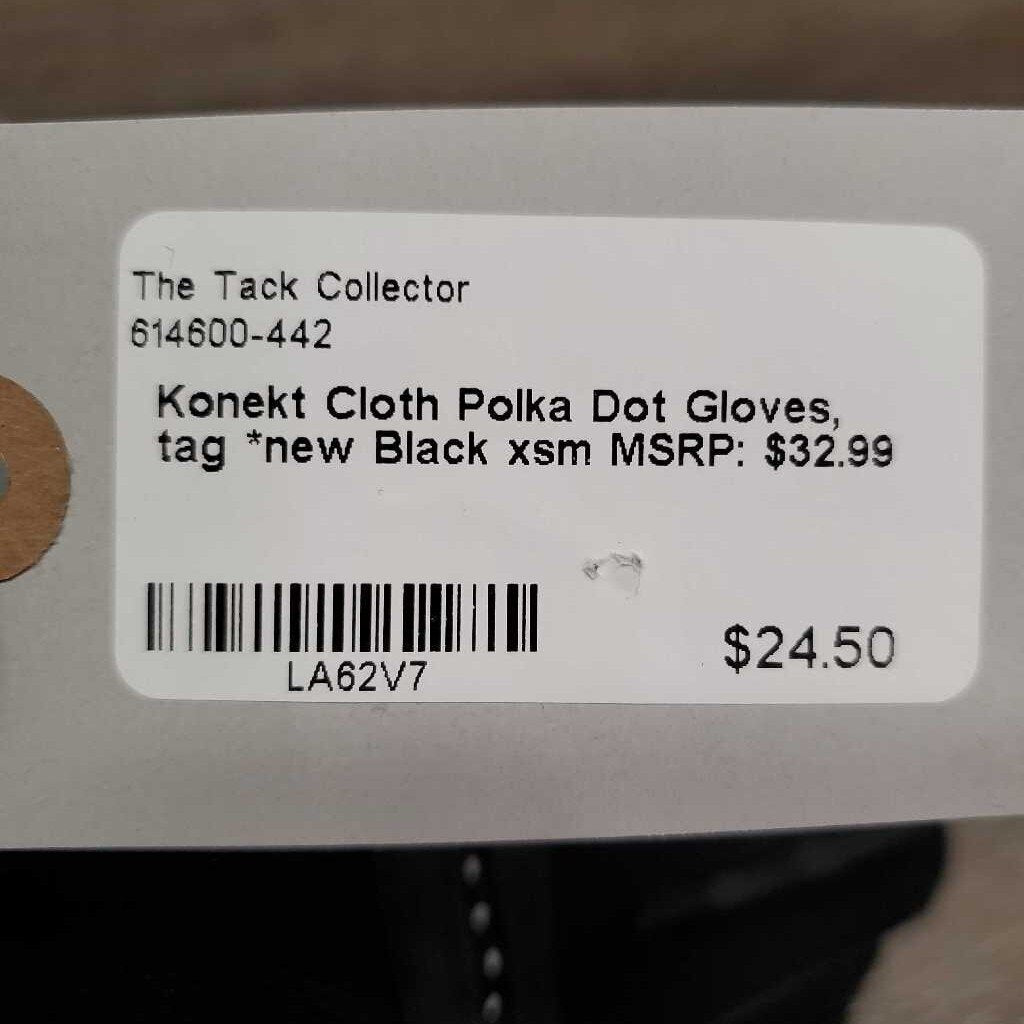 The Tack Collector
614600-442
Konekt Cloth Polka Dot Gloves,
tag *new Black xsm MSRP: $32.99
LA62V7
$24.50